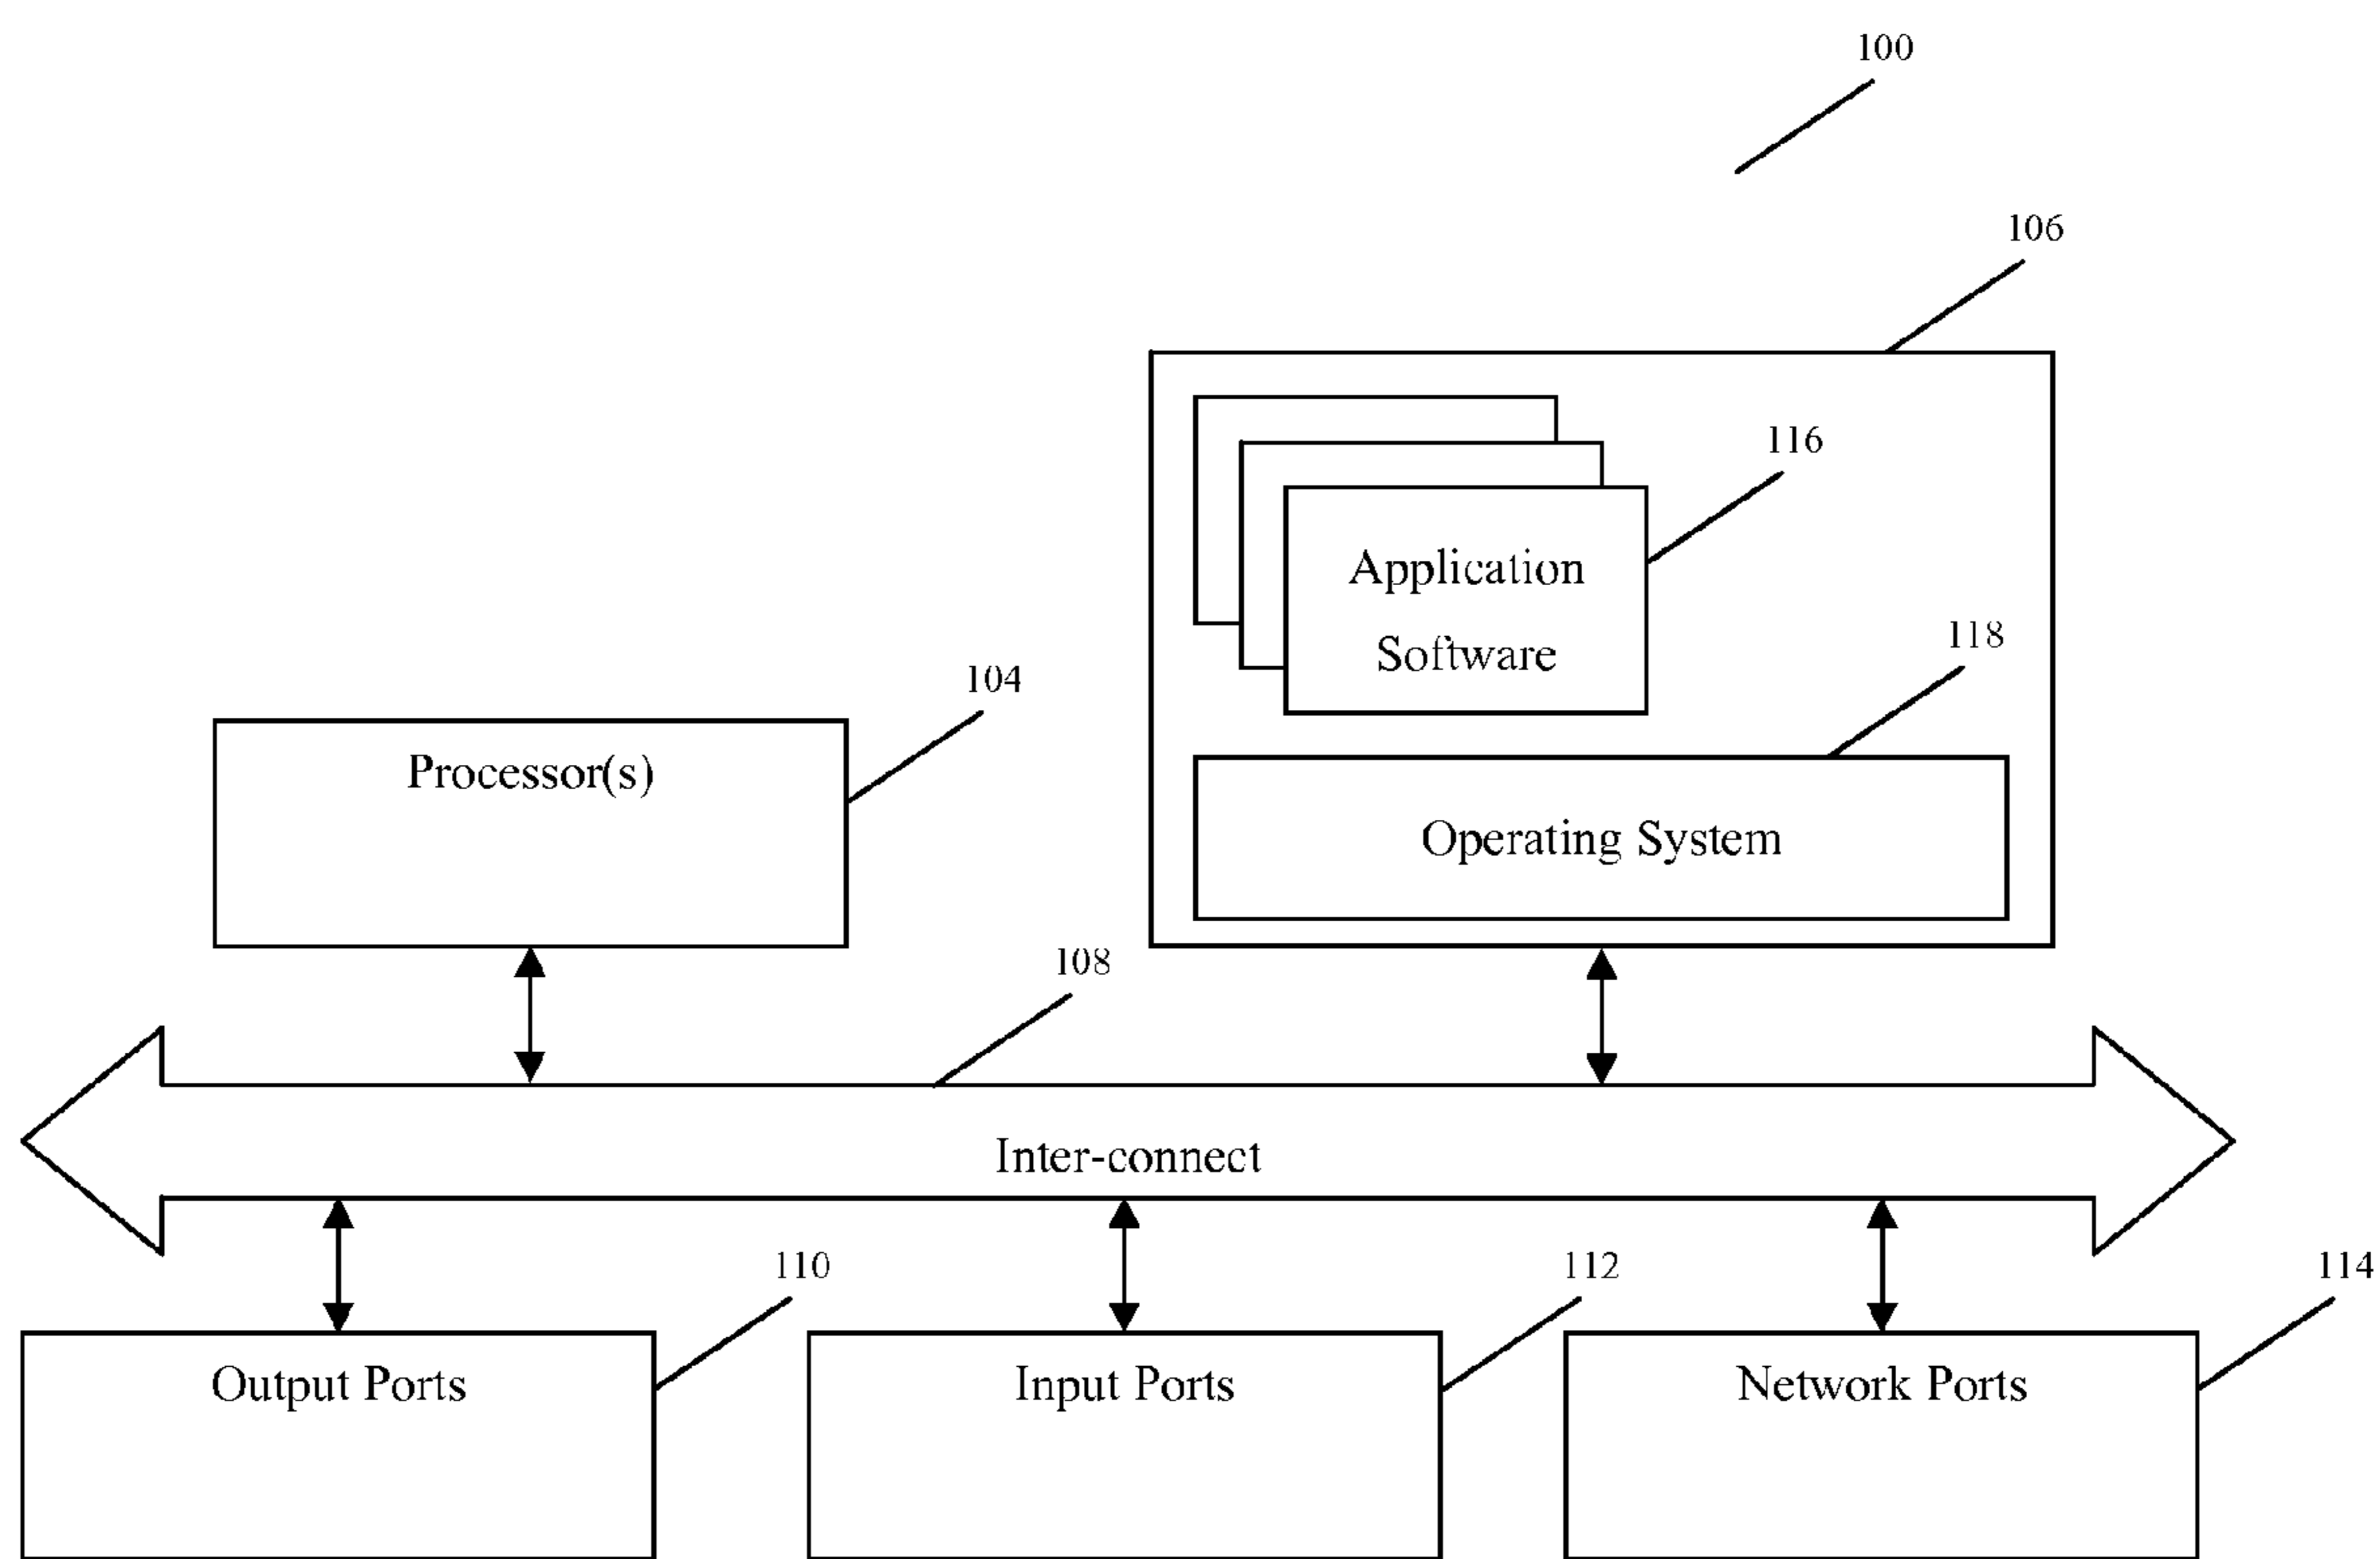 100
106
116
Application
Software
118
104
Processor(s)
Operating System
108
Inter-connect
110
112
114
Output Ports
Input Ports
Network Ports